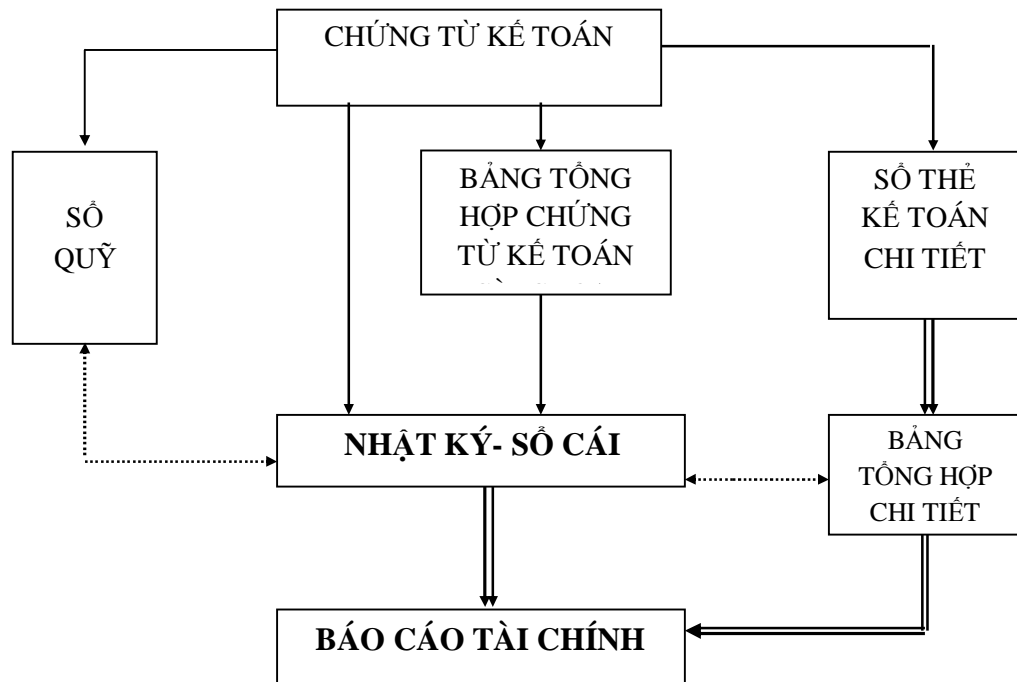 CHỨNG TỪ KẾ TOÁN
SỔ
QUỸ
BẢNG TỔNG
HỢP CHỨNG
TỪ KẾ TOÁN
SỔ THẺ
KẾ TOÁN
CHI TIẾT
NHẬT KÝ- SỔ CÁI
BẢNG
TỔNG HỢP
CHI TIẾT
BÁO CÁO TÀI CHÍNH